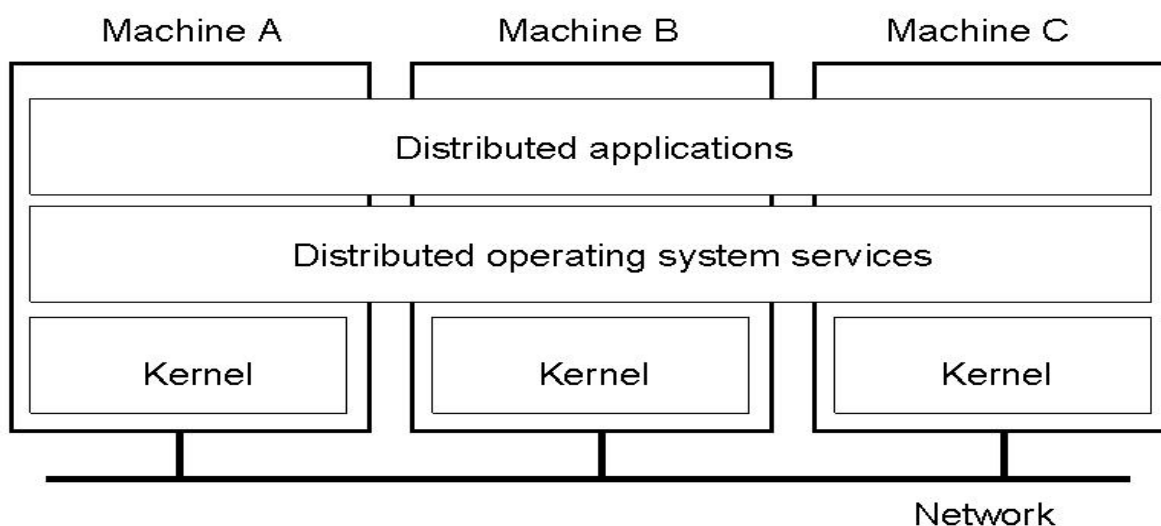 Machine A
Machine B
Machine C
Distributed applications
Distributed operating system services
Kernel
Kernel
Kernel
Network